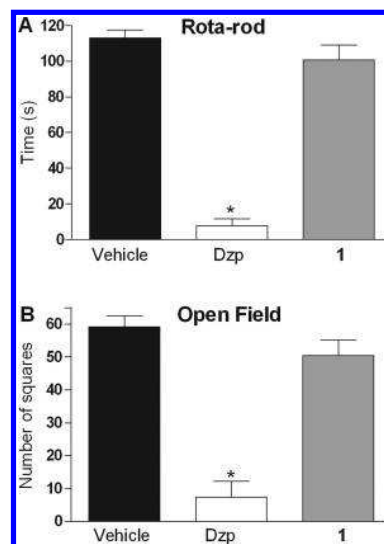 A Rota-rod
120
100
80
60
40
20
0
Time (s)
*
Vehicle Dzp 1
B Open Field
60
50
40
30
20
10
0
Number of squares
*
Vehicle Dzp 1